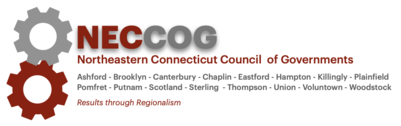 NECCOG
Northeastern Connecticut Council of Governments
Ashford - Brooklyn - Canterbury - Chaplin - Eastford - Hampton - Killingly - Plainfield
Pomfret - Putnam - Scotland - Sterling - Thompson - Union - Voluntown - Woodstock
Results through Regionalism